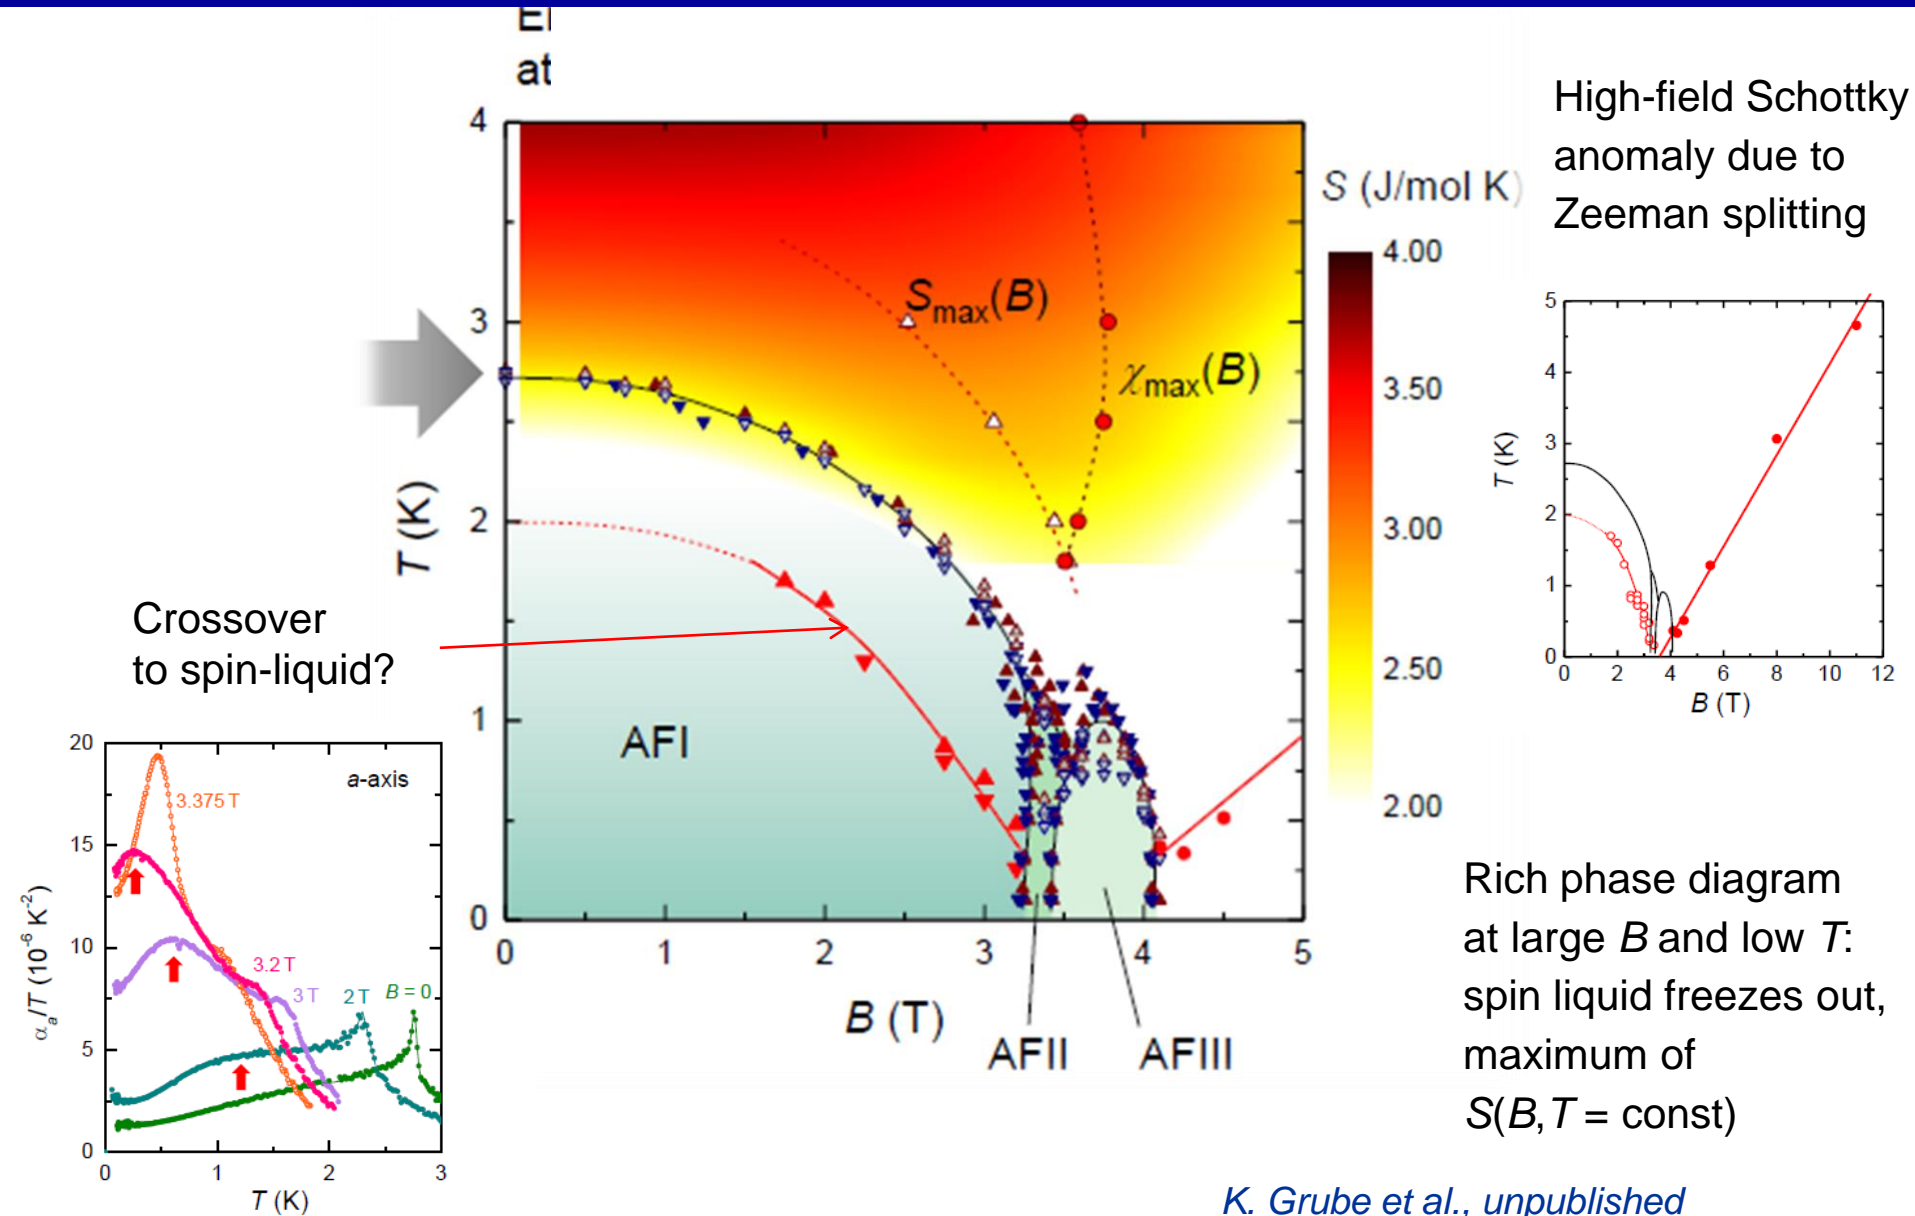 at
High-field Schottky
anomaly due to
Zeeman splitting
S (J/mol K)
4.00
3.50
3.00
2.50
2.00
4
3
2
1
0
T (K)
S_max(B)
χ_max(B)
AFI
0 1 2 3 4 5
B (T)
AFII
AFIII
Crossover
to spin-liquid?
5
4
3
2
1
0
T (K)
0 2 4 6 8 10 12
B (T)
20
15
10
5
0
α_a/T (10^-6 K^-2)
a-axis
3.375 T
3.2 T
3 T
2 T
B = 0
0 1 2 3
T (K)
Rich phase diagram
at large B and low T:
spin liquid freezes out,
maximum of
S(B,T = const)
K. Grube et al., unpublished